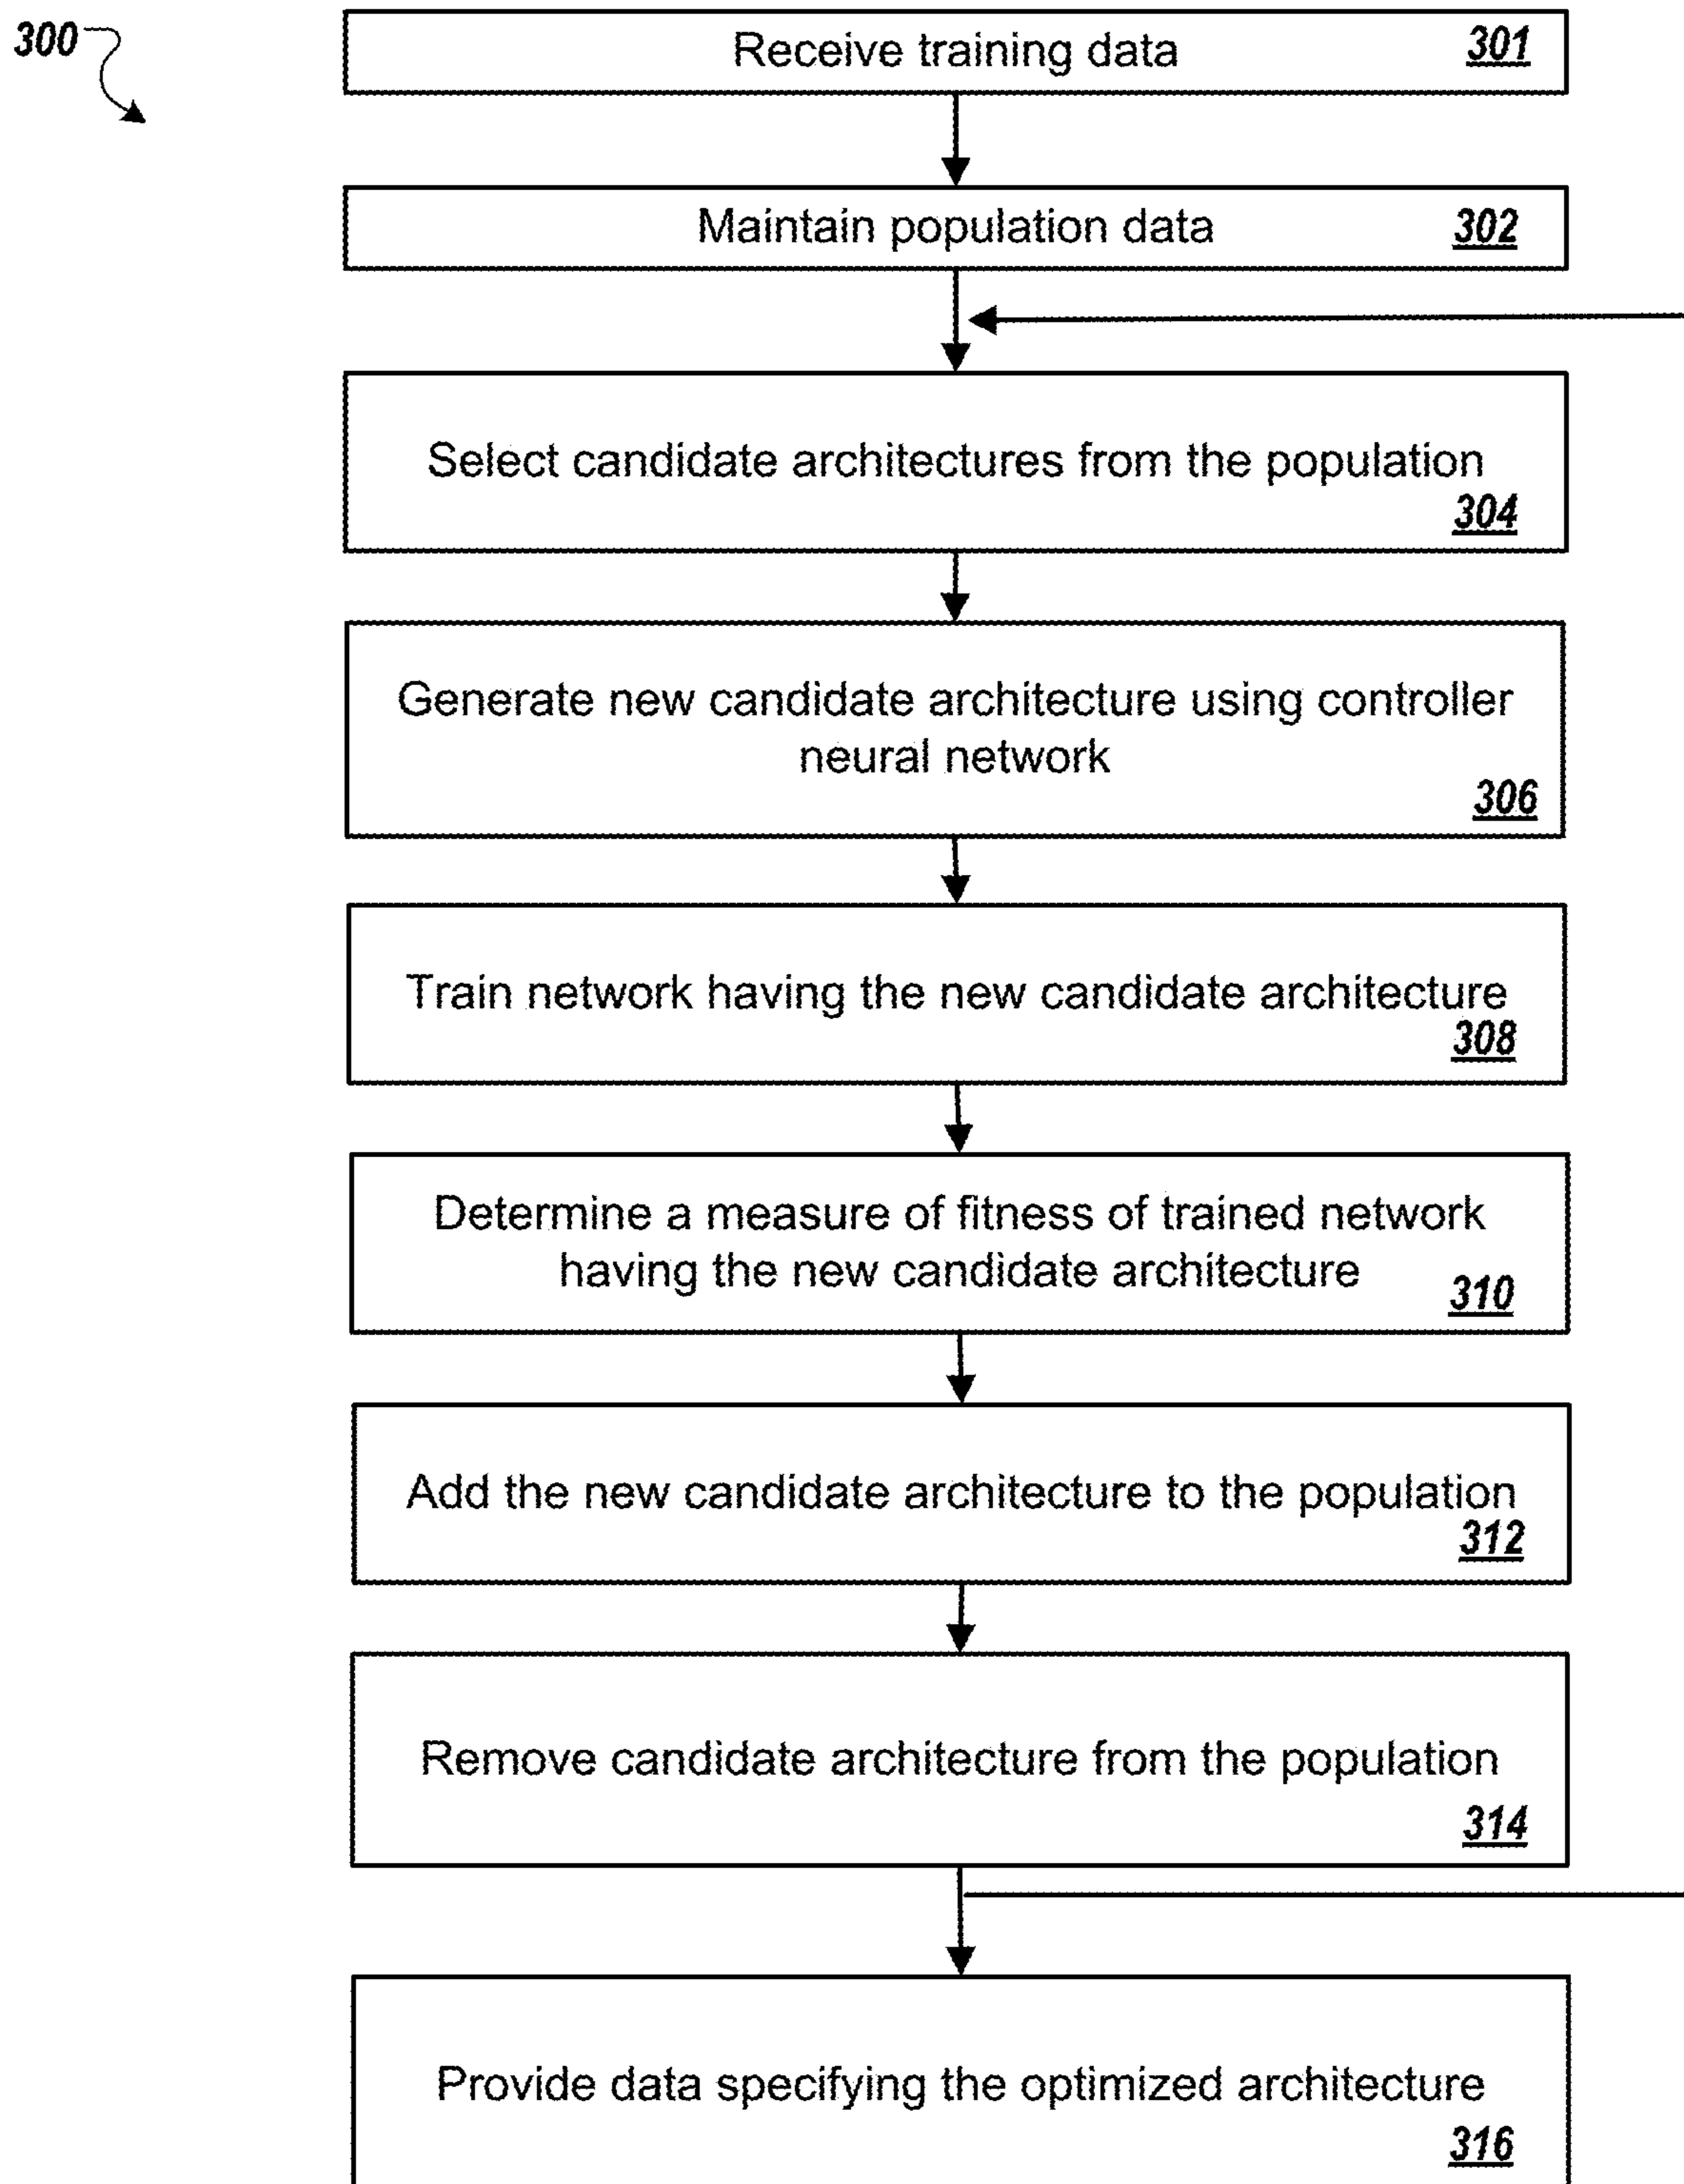 300
Receive training data 301
Maintain population data 302
Select candidate architectures from the population
304
Generate new candidate architecture using controller
neural network
306
Train network having the new candidate architecture
308
Determine a measure of fitness of trained network
having the new candidate architecture
310
Add the new candidate architecture to the population
312
Remove candidate architecture from the population
314
Provide data specifying the optimized architecture
316